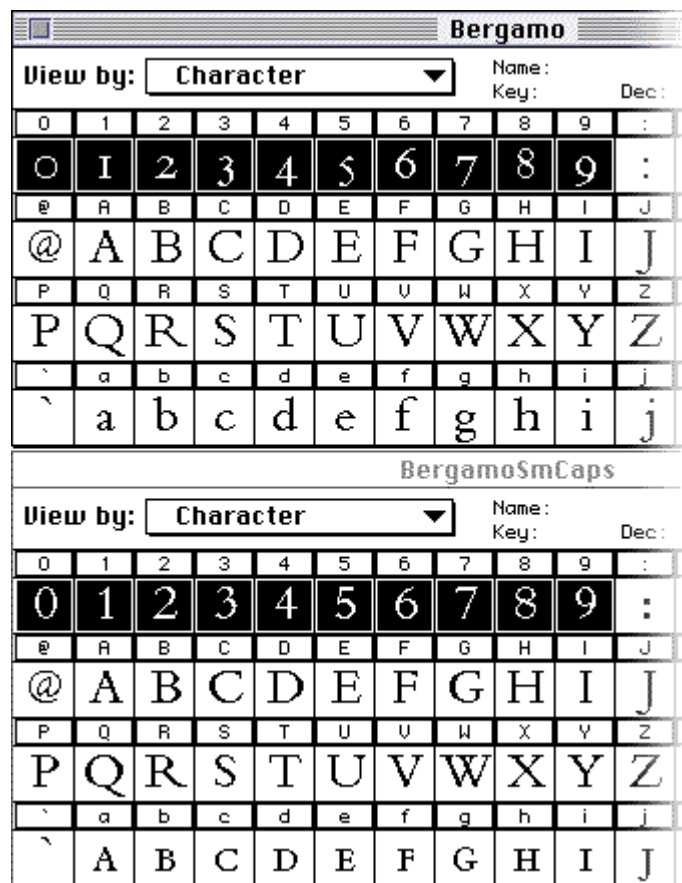 Bergamo
View by: Character Name:
Key: Dec:
0 1 2 3 4 5 6 7 8 9 :
0 1 2 3 4 5 6 7 8 9 :
@ A B C D E F G H I J
@ A B C D E F G H I J
P Q R S T U V W X Y Z
P Q R S T U V W X Y Z
` a b c d e f g h i j
` a b c d e f g h i j
BergamoSmCaps
View by: Character Name:
Key: Dec:
0 1 2 3 4 5 6 7 8 9 :
0 1 2 3 4 5 6 7 8 9 :
@ A B C D E F G H I J
@ A B C D E F G H I J
P Q R S T U V W X Y Z
P Q R S T U V W X Y Z
` a b c d e f g h i j
` A B C D E F G H I J